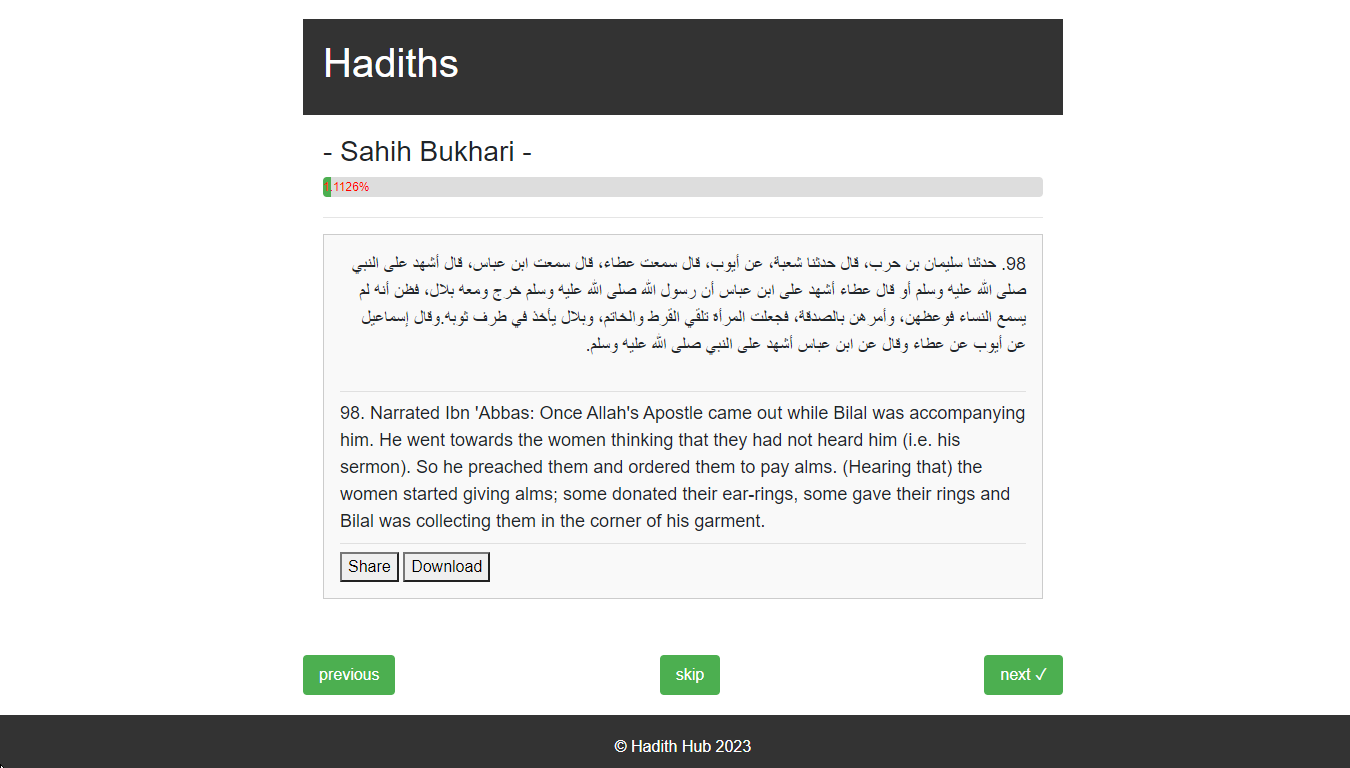 Hadiths
- Sahih Bukhari -
1.1126%
98. حدثنا سليمان بن حرب، قال حدثنا شعبة، عن أيوب، قال سمعت عطاء، قال سمعت ابن عباس، قال أشهد على النبي
صلى الله عليه وسلم أو قال عطاء أشهد على ابن عباس أن رسول الله صلى الله عليه وسلم خرج ومعه بلال، فظن أنه لم
يسمع النساء فوعظهن، وأمرهن بالصدقة، فجعلت المرأة تلقي القرط والخاتم، وبلال يأخذ في طرف ثوبه.وقال إسماعيل
عن أيوب عن عطاء وقال عن ابن عباس أشهد على النبي صلى الله عليه وسلم.
98. Narrated Ibn 'Abbas: Once Allah's Apostle came out while Bilal was accompanying
him. He went towards the women thinking that they had not heard him (i.e. his
sermon). So he preached them and ordered them to pay alms. (Hearing that) the
women started giving alms; some donated their ear-rings, some gave their rings and
Bilal was collecting them in the corner of his garment.
Share Download
previous skip next ✓
© Hadith Hub 2023